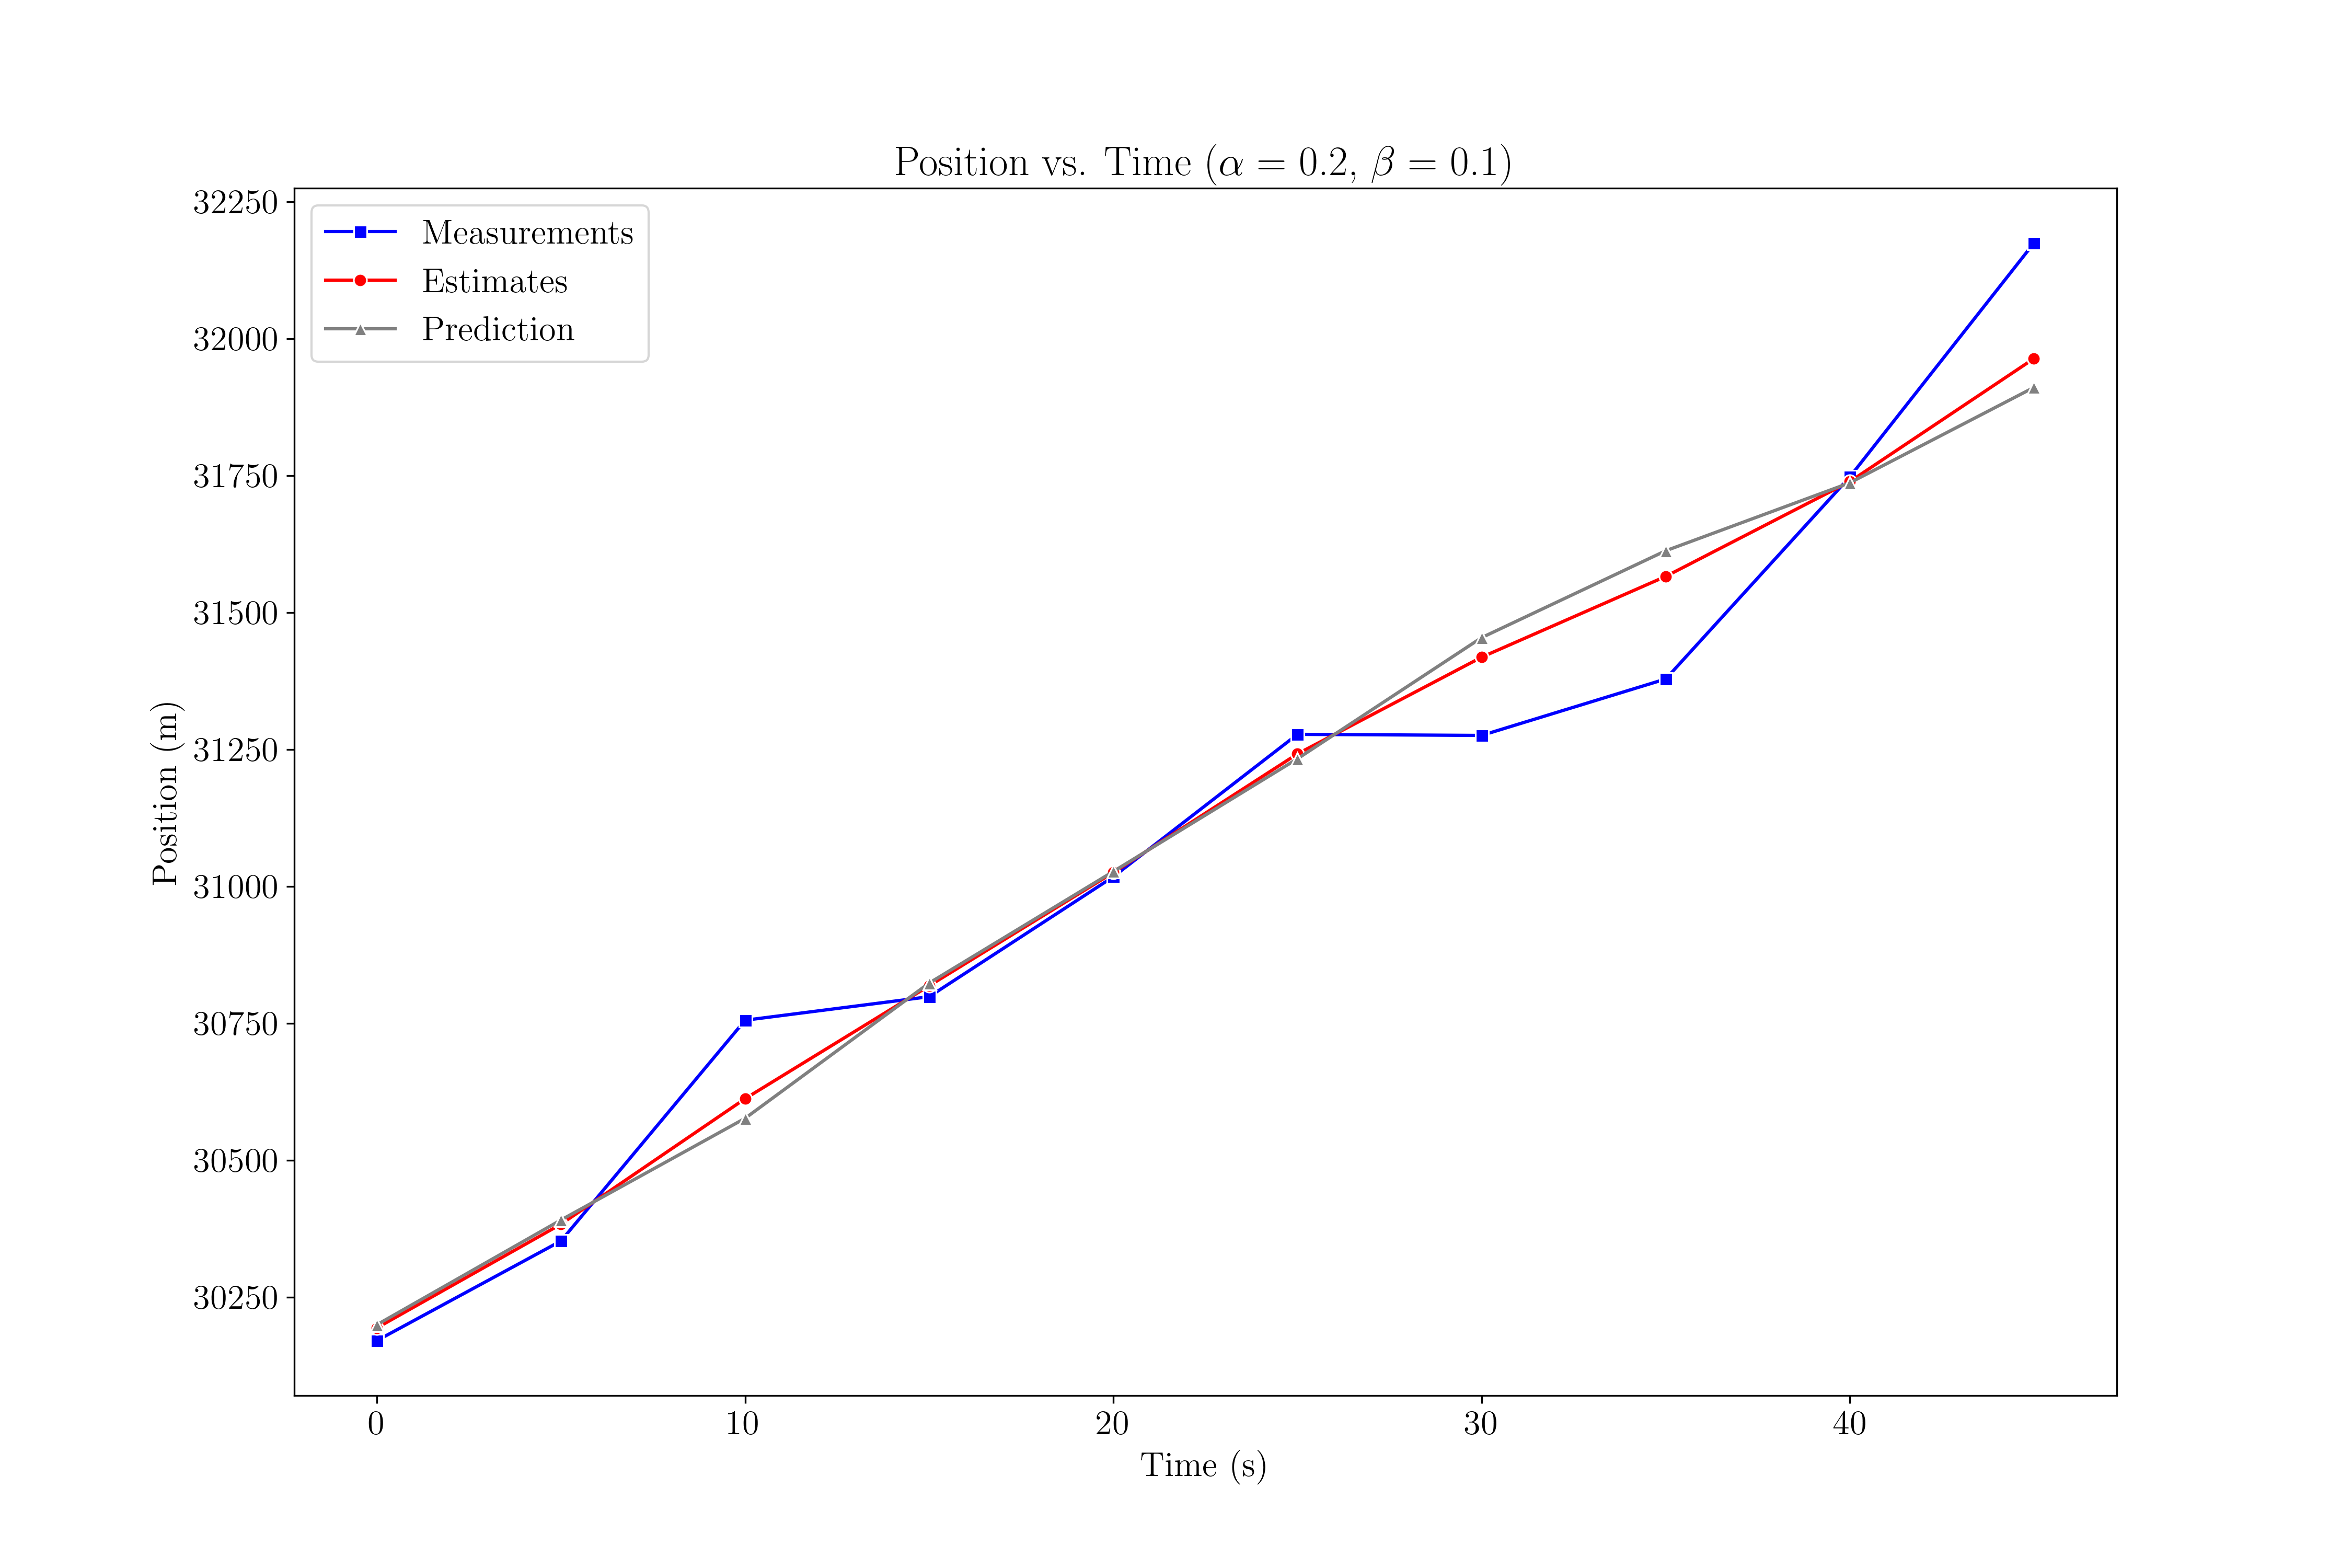 Position vs. Time (α = 0.2, β = 0.1)
Measurements
Estimates
Prediction
32250
32000
31750
31500
31250
31000
30750
30500
30250
Position (m)
0 10 20 30 40
Time (s)